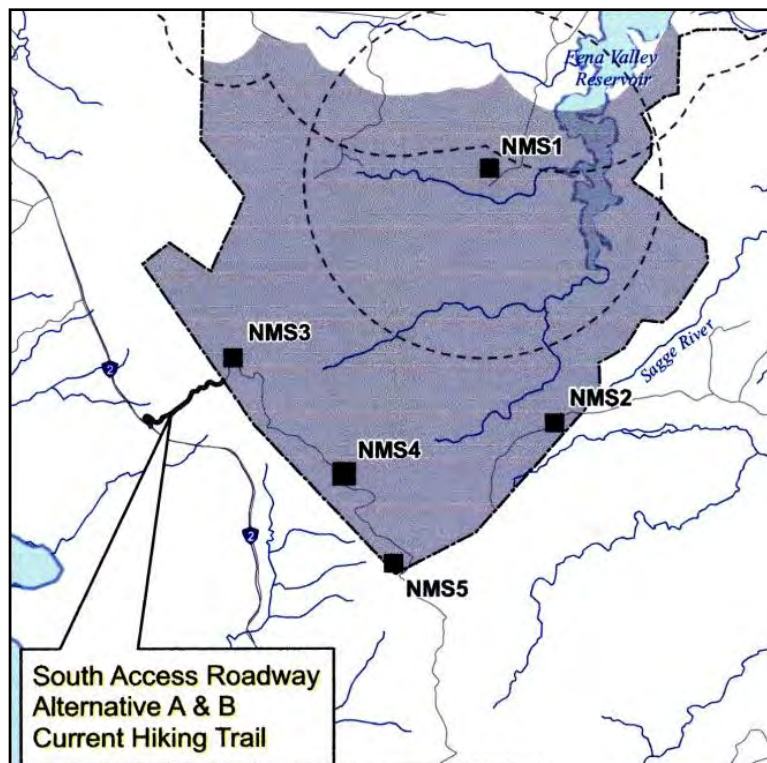 Fena Valley
Reservoir
NMS1
NMS3
2
Sagge River
NMS2
NMS4
2
NMS5
South Access Roadway
Alternative A & B
Current Hiking Trail